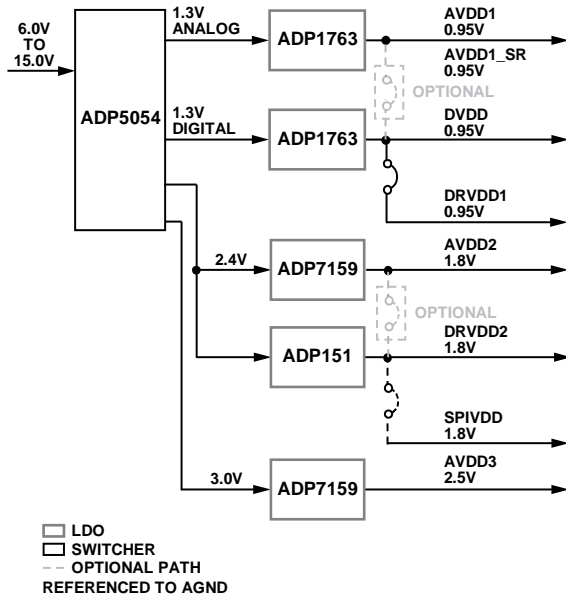 6.0V
TO
15.0V
ADP5054
1.3V
ANALOG
ADP1763
AVDD1
0.95V
AVDD1_SR
0.95V
OPTIONAL
1.3V
DIGITAL
ADP1763
DVDD
0.95V
DRVDD1
0.95V
2.4V
ADP7159
AVDD2
1.8V
OPTIONAL
ADP151
DRVDD2
1.8V
SPIVDD
1.8V
3.0V
ADP7159
AVDD3
2.5V
LDO
SWITCHER
OPTIONAL PATH
REFERENCED TO AGND